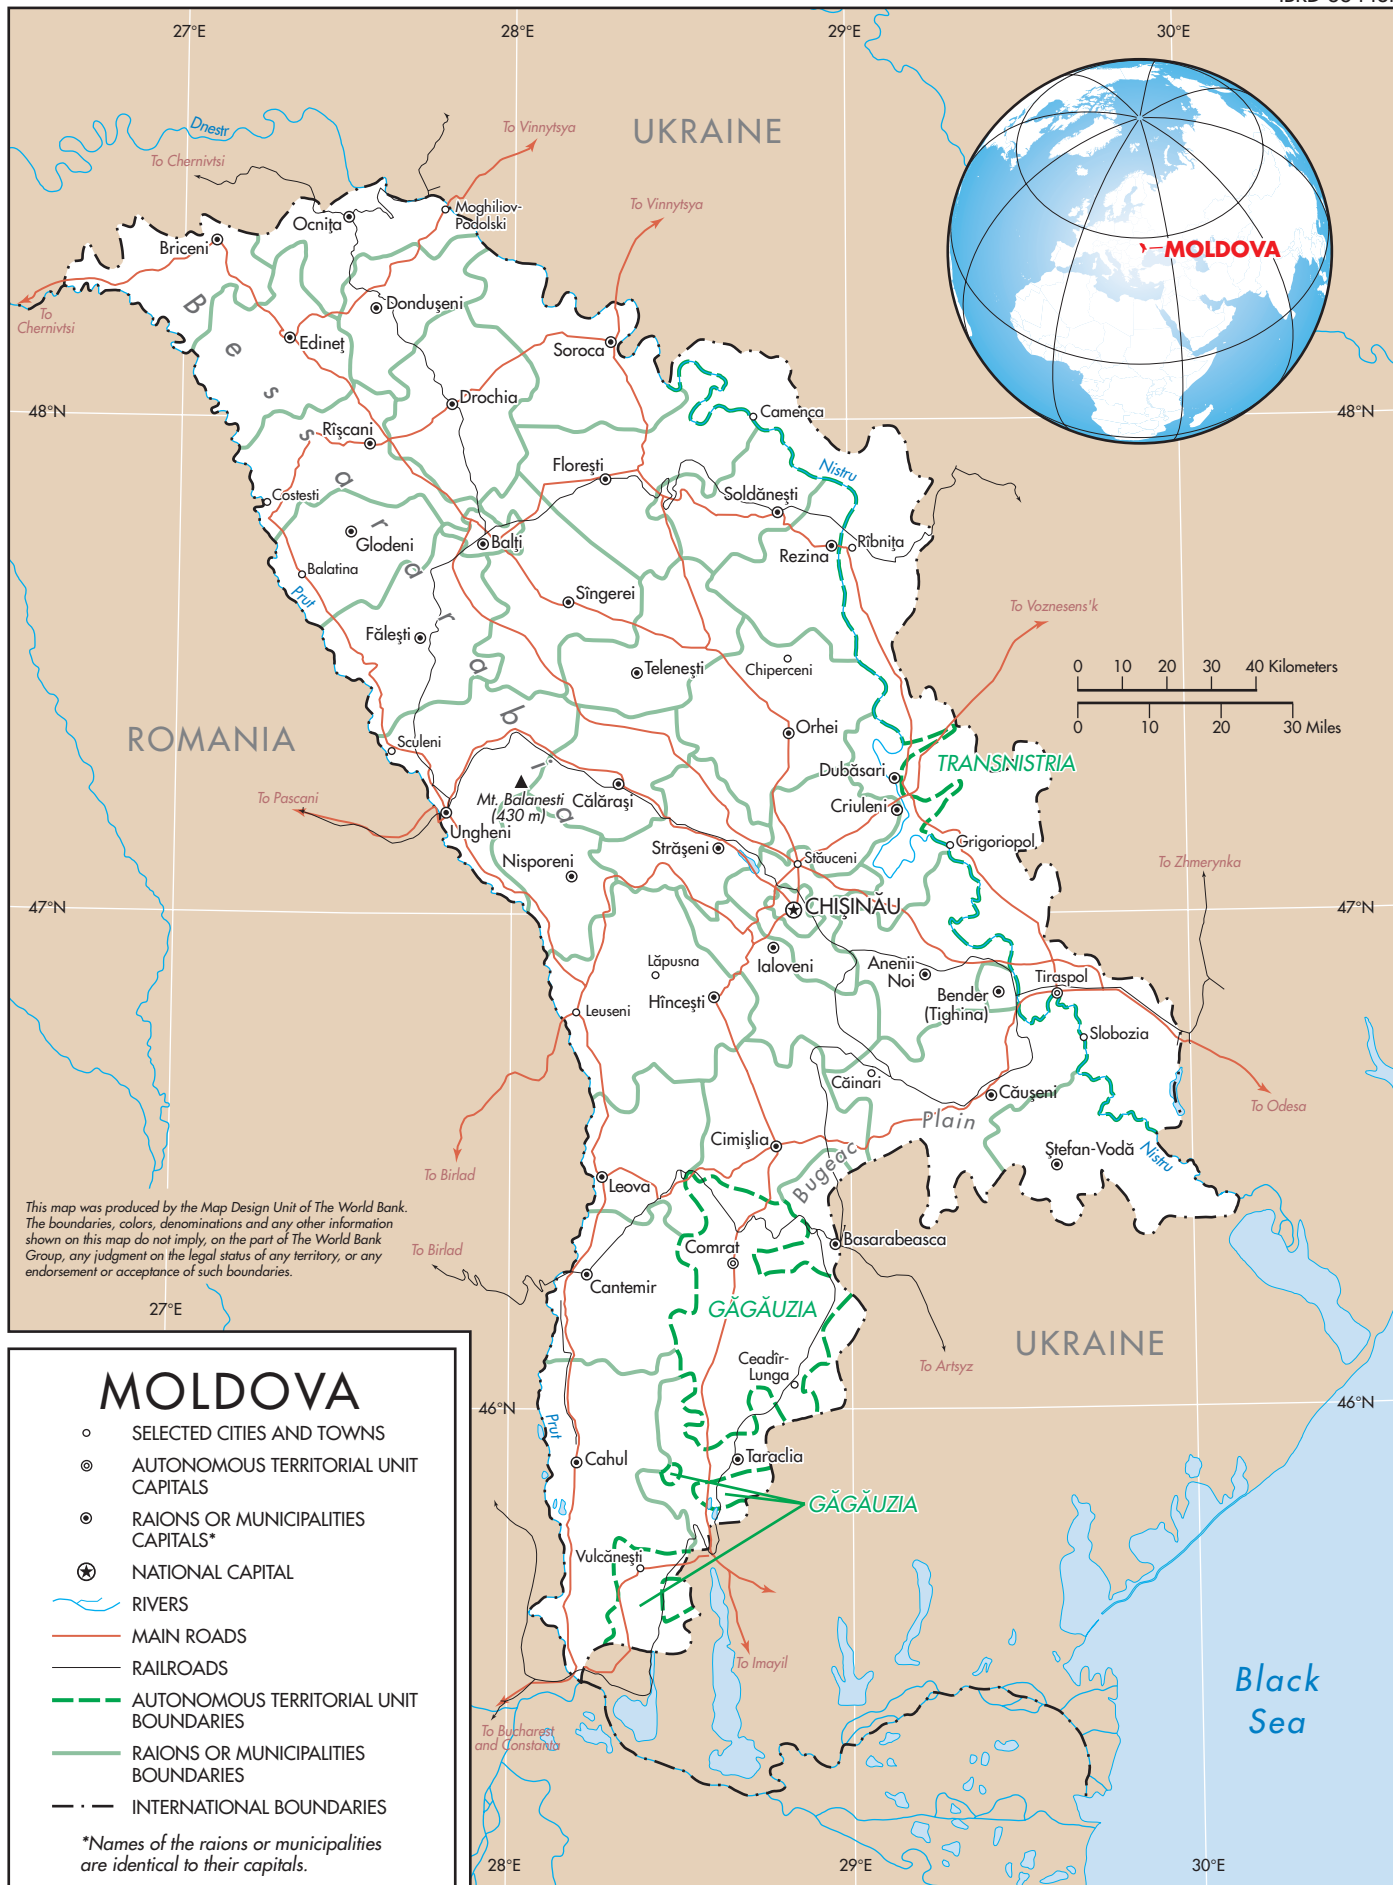 27°E
28°E
29°E
30°E
Dnestr
To Vinnytsya
UKRAINE
To Chernivtsi
To Vinnytsya
Moghiliov-
Podolski
Ocniţa
Briceni
MOLDOVA
To
Chernivtsi
Donduşeni
Edineţ
Soroca
Bessarabia
48°N
48°N
Drochia
Camenca
Rîşcani
Floreşti
Nistru
Costesti
Soldăneşti
Glodeni
Balţi
Rezina
Rîbniţa
Balatina
Prut
Sîngerei
To Voznesens'k
Făleşti
Teleneşti
Chiperceni
0 10 20 30 40 Kilometers
0 10 20 30 Miles
Orhei
ROMANIA
Sculeni
TRANSNISTRIA
Dubăsari
To Pascani
Mt. Balanesti
(430 m)
Călăraşi
Criuleni
Ungheni
Grigoriopol
Străşeni
Stăuceni
Nisporeni
To Zhmerynka
47°N
47°N
CHIŞINĂU
Ialoveni
Lăpusna
Anenii
Noi
Tiraspol
Hînceşti
Bender
(Tighina)
Leuseni
Slobozia
Căinari
Căuşeni
To Odesa
Plain
Cimişlia
Ştefan-Vodă
Nistru
Bugeac
To Birlad
Leova
This map was produced by the Map Design Unit of The World Bank.
The boundaries, colors, denominations and any other information
shown on this map do not imply, on the part of The World Bank
Group, any judgment on the legal status of any territory, or any
endorsement or acceptance of such boundaries.
Basarabeasca
To Birlad
Comrat
Cantemir
27°E
GĂGĂUZIA
UKRAINE
Ceadîr-
Lunga
To Artsyz
46°N
46°N
Prut
Cahul
Taraclia
GĂGĂUZIA
Vulcăneşti
To Imayil
Black
Sea
To Bucharest
and Constanta
28°E
29°E
30°E
MOLDOVA
SELECTED CITIES AND TOWNS
AUTONOMOUS TERRITORIAL UNIT
CAPITALS
RAIONS OR MUNICIPALITIES
CAPITALS*
NATIONAL CAPITAL
RIVERS
MAIN ROADS
RAILROADS
AUTONOMOUS TERRITORIAL UNIT
BOUNDARIES
RAIONS OR MUNICIPALITIES
BOUNDARIES
INTERNATIONAL BOUNDARIES
*Names of the raions or municipalities
are identical to their capitals.